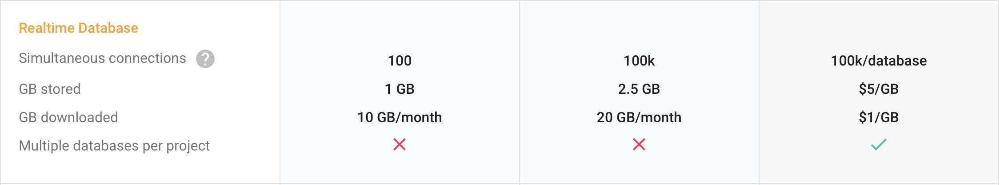 Realtime Database
Simultaneous connections ? 100 100k 100k/database
GB stored 1 GB 2.5 GB $5/GB
GB downloaded 10 GB/month 20 GB/month $1/GB
Multiple databases per project